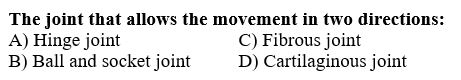 The joint that allows the movement in two directions:
A) Hinge joint C) Fibrous joint
B) Ball and socket joint D) Cartilaginous joint